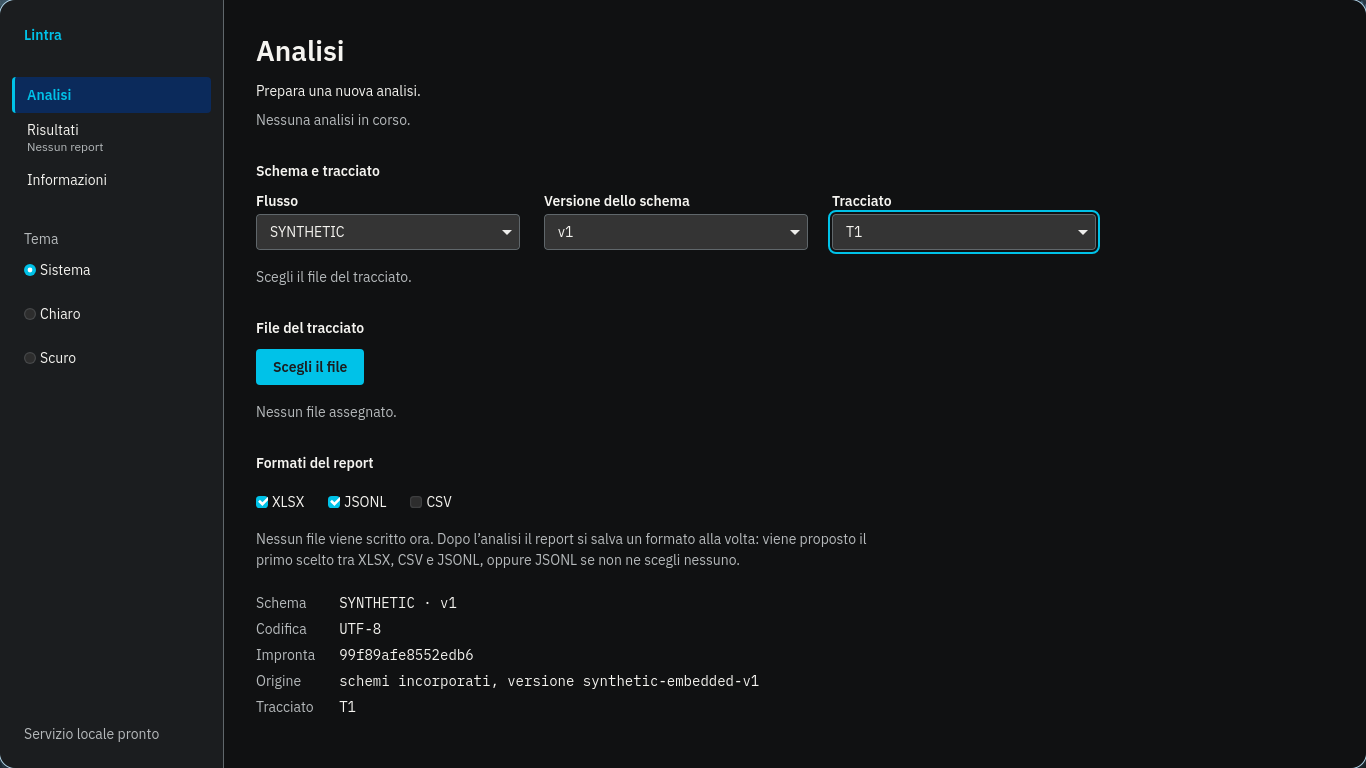 Lintra
Analisi
Risultati
Nessun report
Informazioni
Tema
Sistema
Chiaro
Scuro
Servizio locale pronto
Analisi
Prepara una nuova analisi.
Nessuna analisi in corso.
Schema e tracciato
Flusso
SYNTHETIC
Versione dello schema
v1
Tracciato
T1
Scegli il file del tracciato.
File del tracciato
Scegli il file
Nessun file assegnato.
Formati del report
XLSX JSONL CSV
Nessun file viene scritto ora. Dopo l’analisi il report si salva un formato alla volta: viene proposto il
primo scelto tra XLSX, CSV e JSONL, oppure JSONL se non ne scegli nessuno.
Schema SYNTHETIC · v1
Codifica UTF-8
Impronta 99f89afe8552edb6
Origine schemi incorporati, versione synthetic-embedded-v1
Tracciato T1